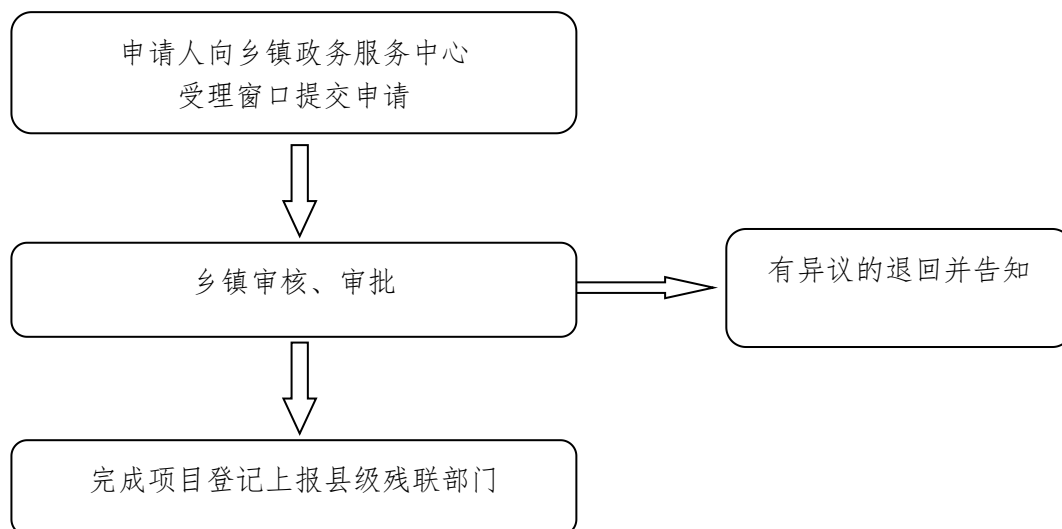 申请人向乡镇政务服务中心
受理窗口提交申请
乡镇审核、审批
有异议的退回并告知
完成项目登记上报县级残联部门